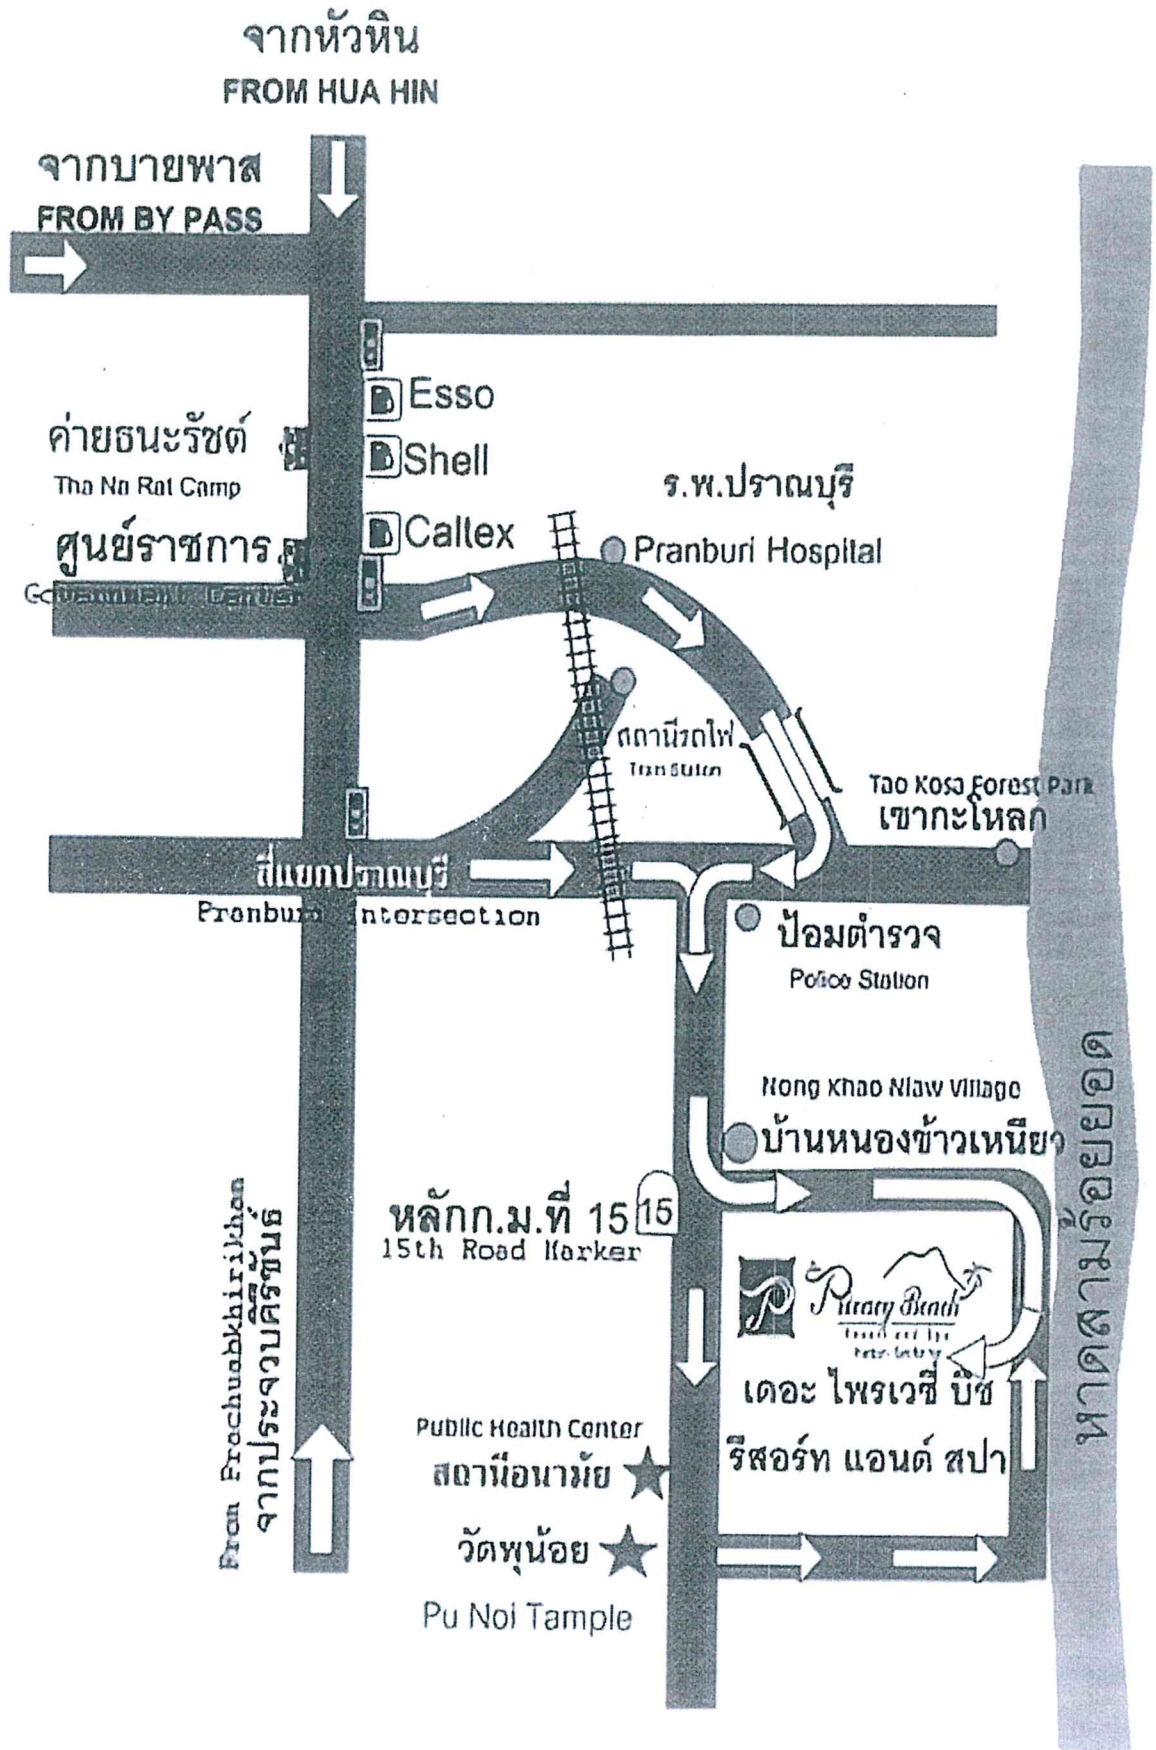 จากหัวหิน
FROM HUA HIN
จากบายพาส
FROM BY PASS
Esso
ค่ายธนะรัชต์
Tha Na Rat Camp
Shell
ร.พ.ปราณบุรี
Pranburi Hospital
ศูนย์ราชการ
Government Center
Caltex
สถานีรถไฟ
Train Station
Tao Kosa Forest Park
เขากะโหลก
สี่แยกปราณบุรี
Pranburi Intersection
ป้อมตำรวจ
Police Station
Nong Khao Niaw Village
บ้านหนองข้าวเหนียว
หาดสามร้อยยอด
หลักก.ม.ที่ 15
15
15th Road Marker
From Prachuabkhirikhan
จากประจวบคีรีขันธ์
P
Privacy Beach
Resort and Spa
เดอะ ไพรเวซี่ บีช
รีสอร์ท แอนด์ สปา
Public Health Center
สถานีอนามัย
วัดพุน้อย
Pu Noi Tample